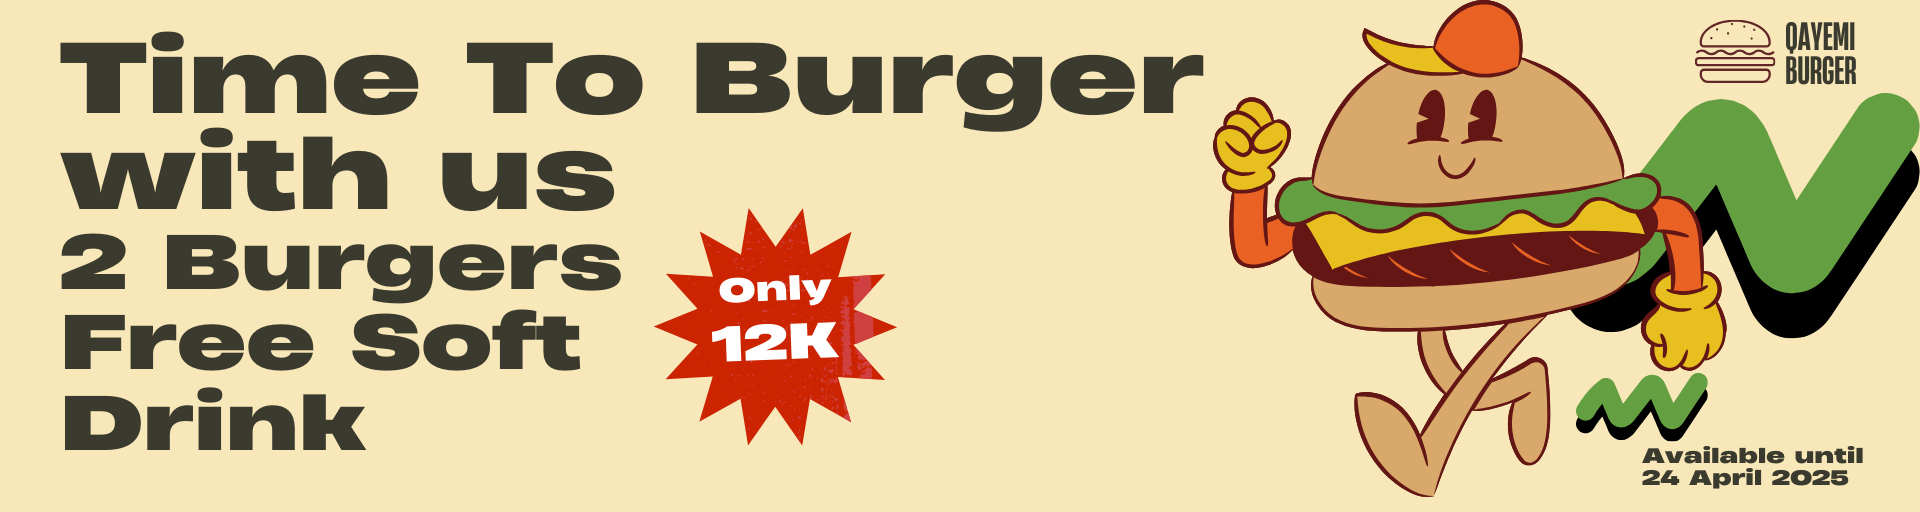 Time To Burger
with us
2 Burgers
Free Soft
Drink
Only
12K
QAYEMI
BURGER
Available until
24 April 2025